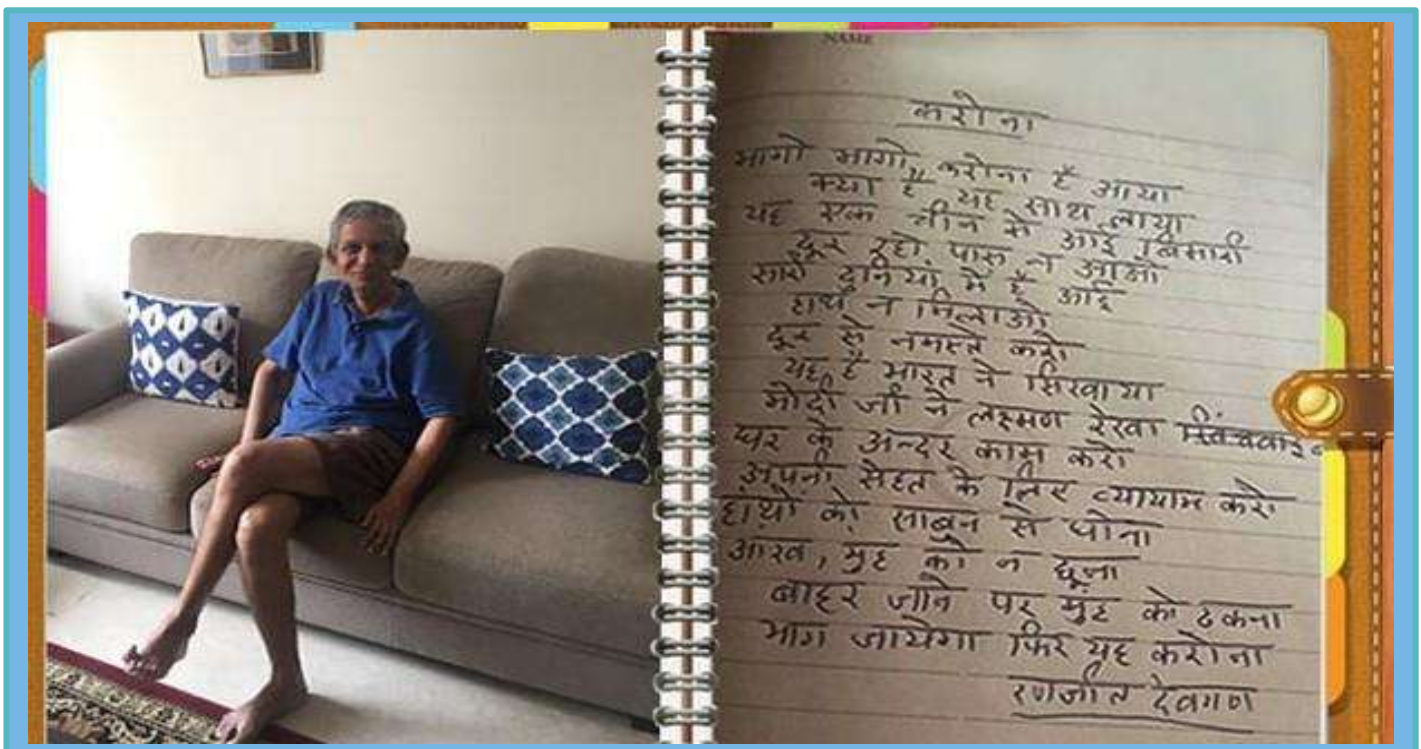 NAME
करोना
भागो भागो, करोना है आया
क्या है यह साथ लाया
यह एक चीन से आई बिमारी
दूर रहो पास न आओ
सारी दुनियां में है आई
हाथ न मिलाओ
दूर से नमस्ते करो
यह है भारत ने सिखाया
मोदी जी ने लक्ष्मण रेखा
घर के अन्दर काम करो
अपनी सेहत के लिए व्यायाम करो
हांथों को साबुन से धोना
आख, मुह को न छूना
बाहर जाने पर मुंह को ढकना
भाग जायेगा फिर यह करोना
रणजीत देवगण